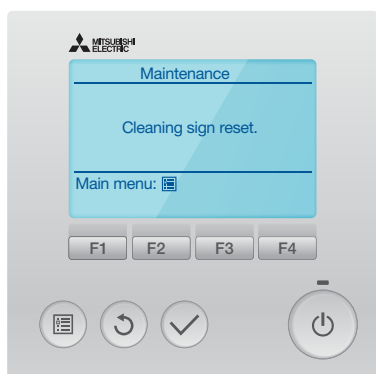 MITSUBISHI
ELECTRIC
Maintenance
Cleaning sign reset.
Main menu:
F1 F2 F3 F4